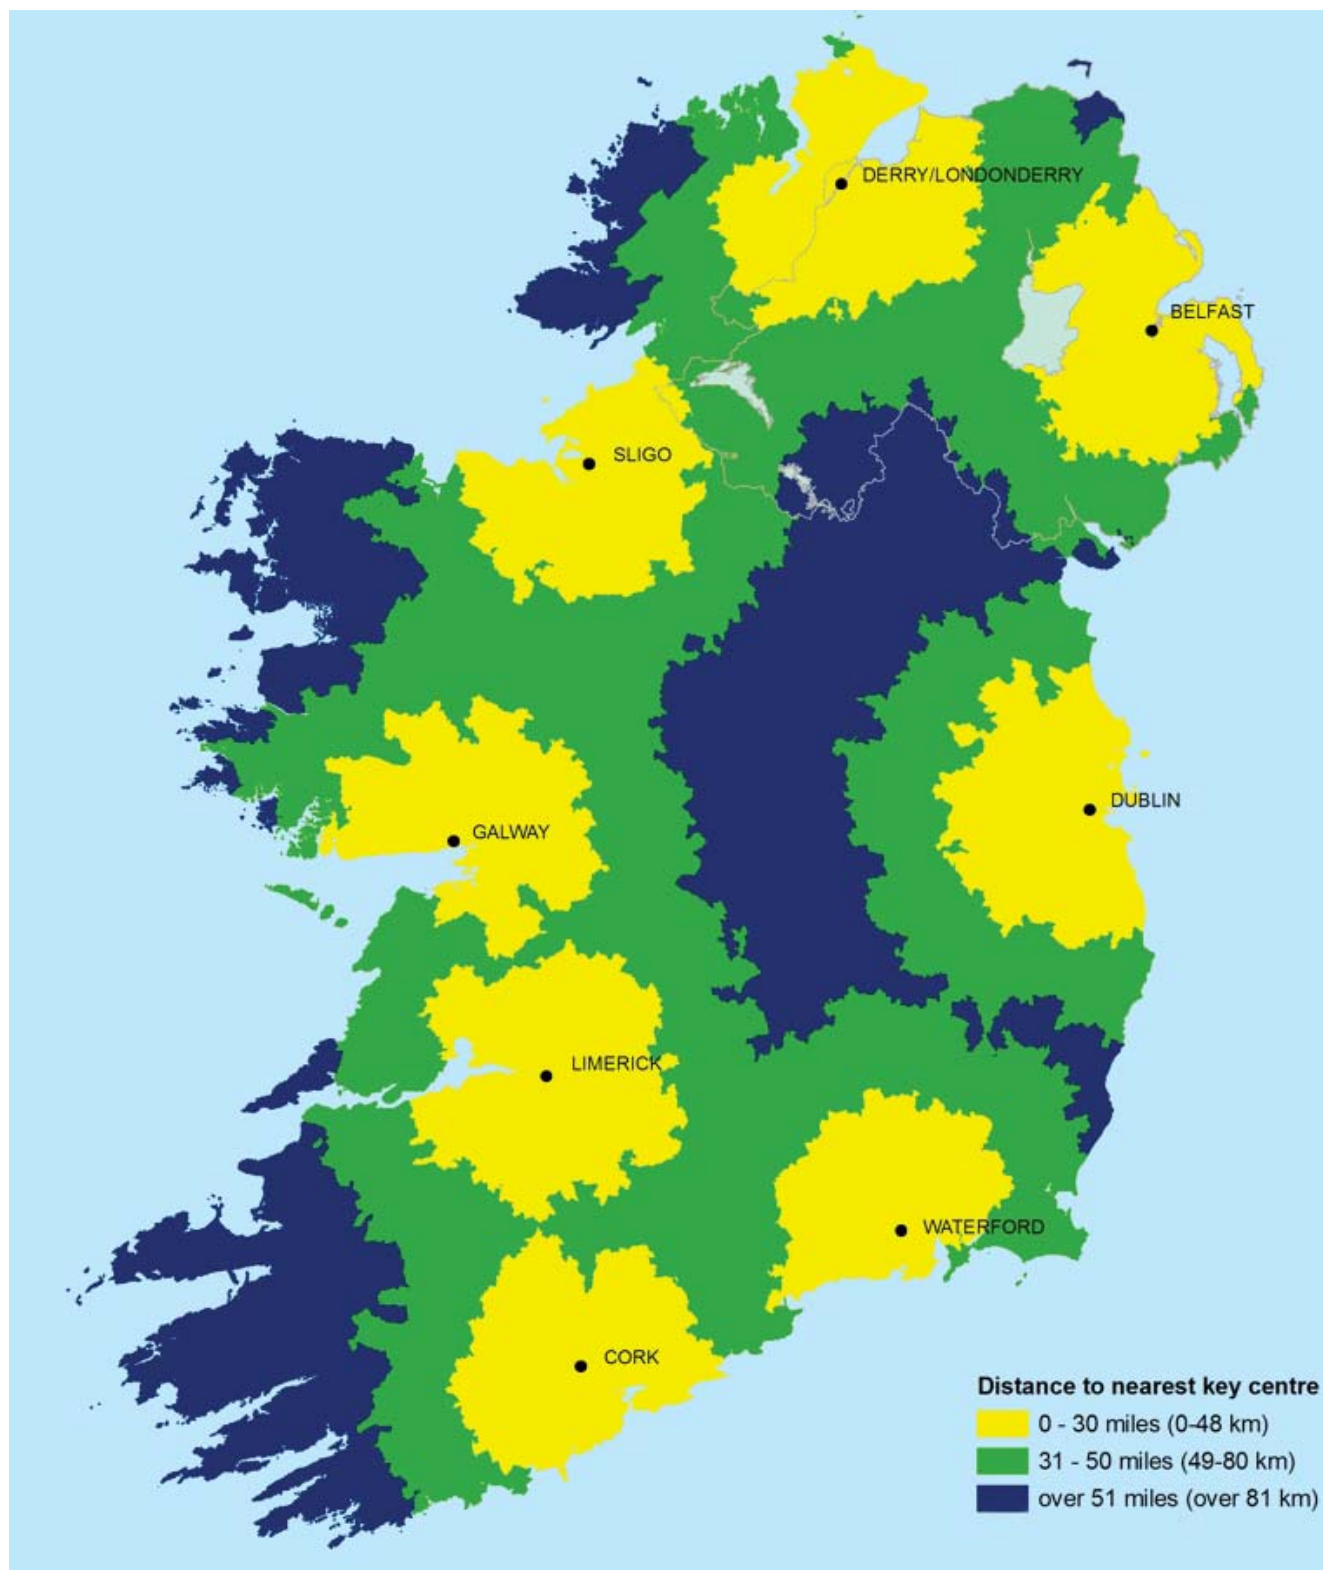 DERRY/LONDONDERRY
BELFAST
SLIGO
DUBLIN
GALWAY
LIMERICK
WATERFORD
CORK
Distance to nearest key centre
0 - 30 miles (0-48 km)
31 - 50 miles (49-80 km)
over 51 miles (over 81 km)